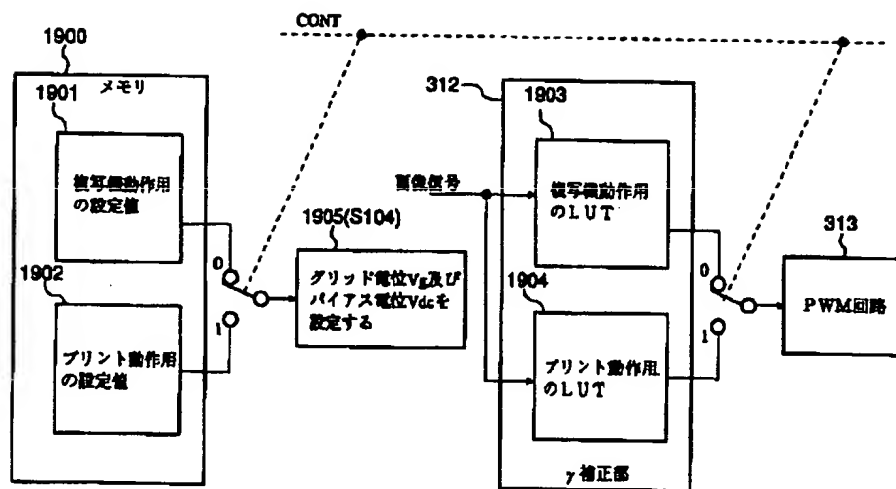 CONT
1900
メモリ
1901
複写機動作用
の設定値
0
1902
1
プリント動作用
の設定値
1905(S104)
グリッド電位Vg及び
バイアス電位Vdcを
設定する
312
1903
画像信号
複写機動作用
のLUT
0
1904
1
プリント動作用
のLUT
γ補正部
313
PWM回路